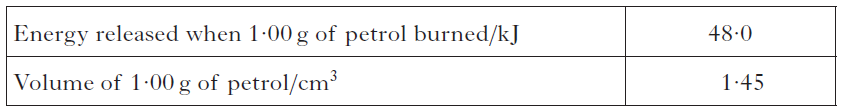 Energy released when 1·00 g of petrol burned/kJ 48·0
Volume of 1·00 g of petrol/cm³ 1·45